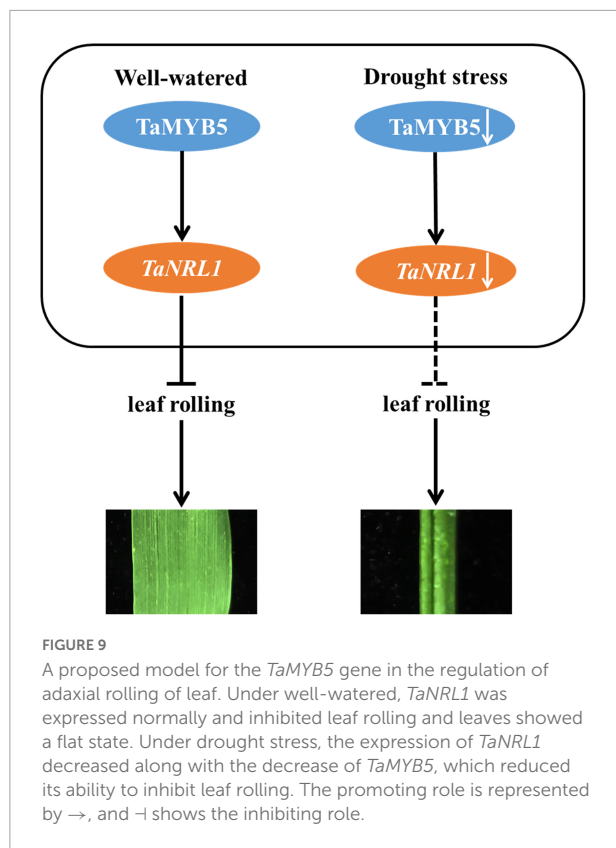 Well-watered
Drought stress
TaMYB5
TaMYB5
TaNRL1
TaNRL1
leaf rolling
leaf rolling
FIGURE 9
A proposed model for the TaMYB5 gene in the regulation of
adaxial rolling of leaf. Under well-watered, TaNRL1 was
expressed normally and inhibited leaf rolling and leaves showed
a flat state. Under drought stress, the expression of TaNRL1
decreased along with the decrease of TaMYB5, which reduced
its ability to inhibit leaf rolling. The promoting role is represented
by →, and ⊣ shows the inhibiting role.